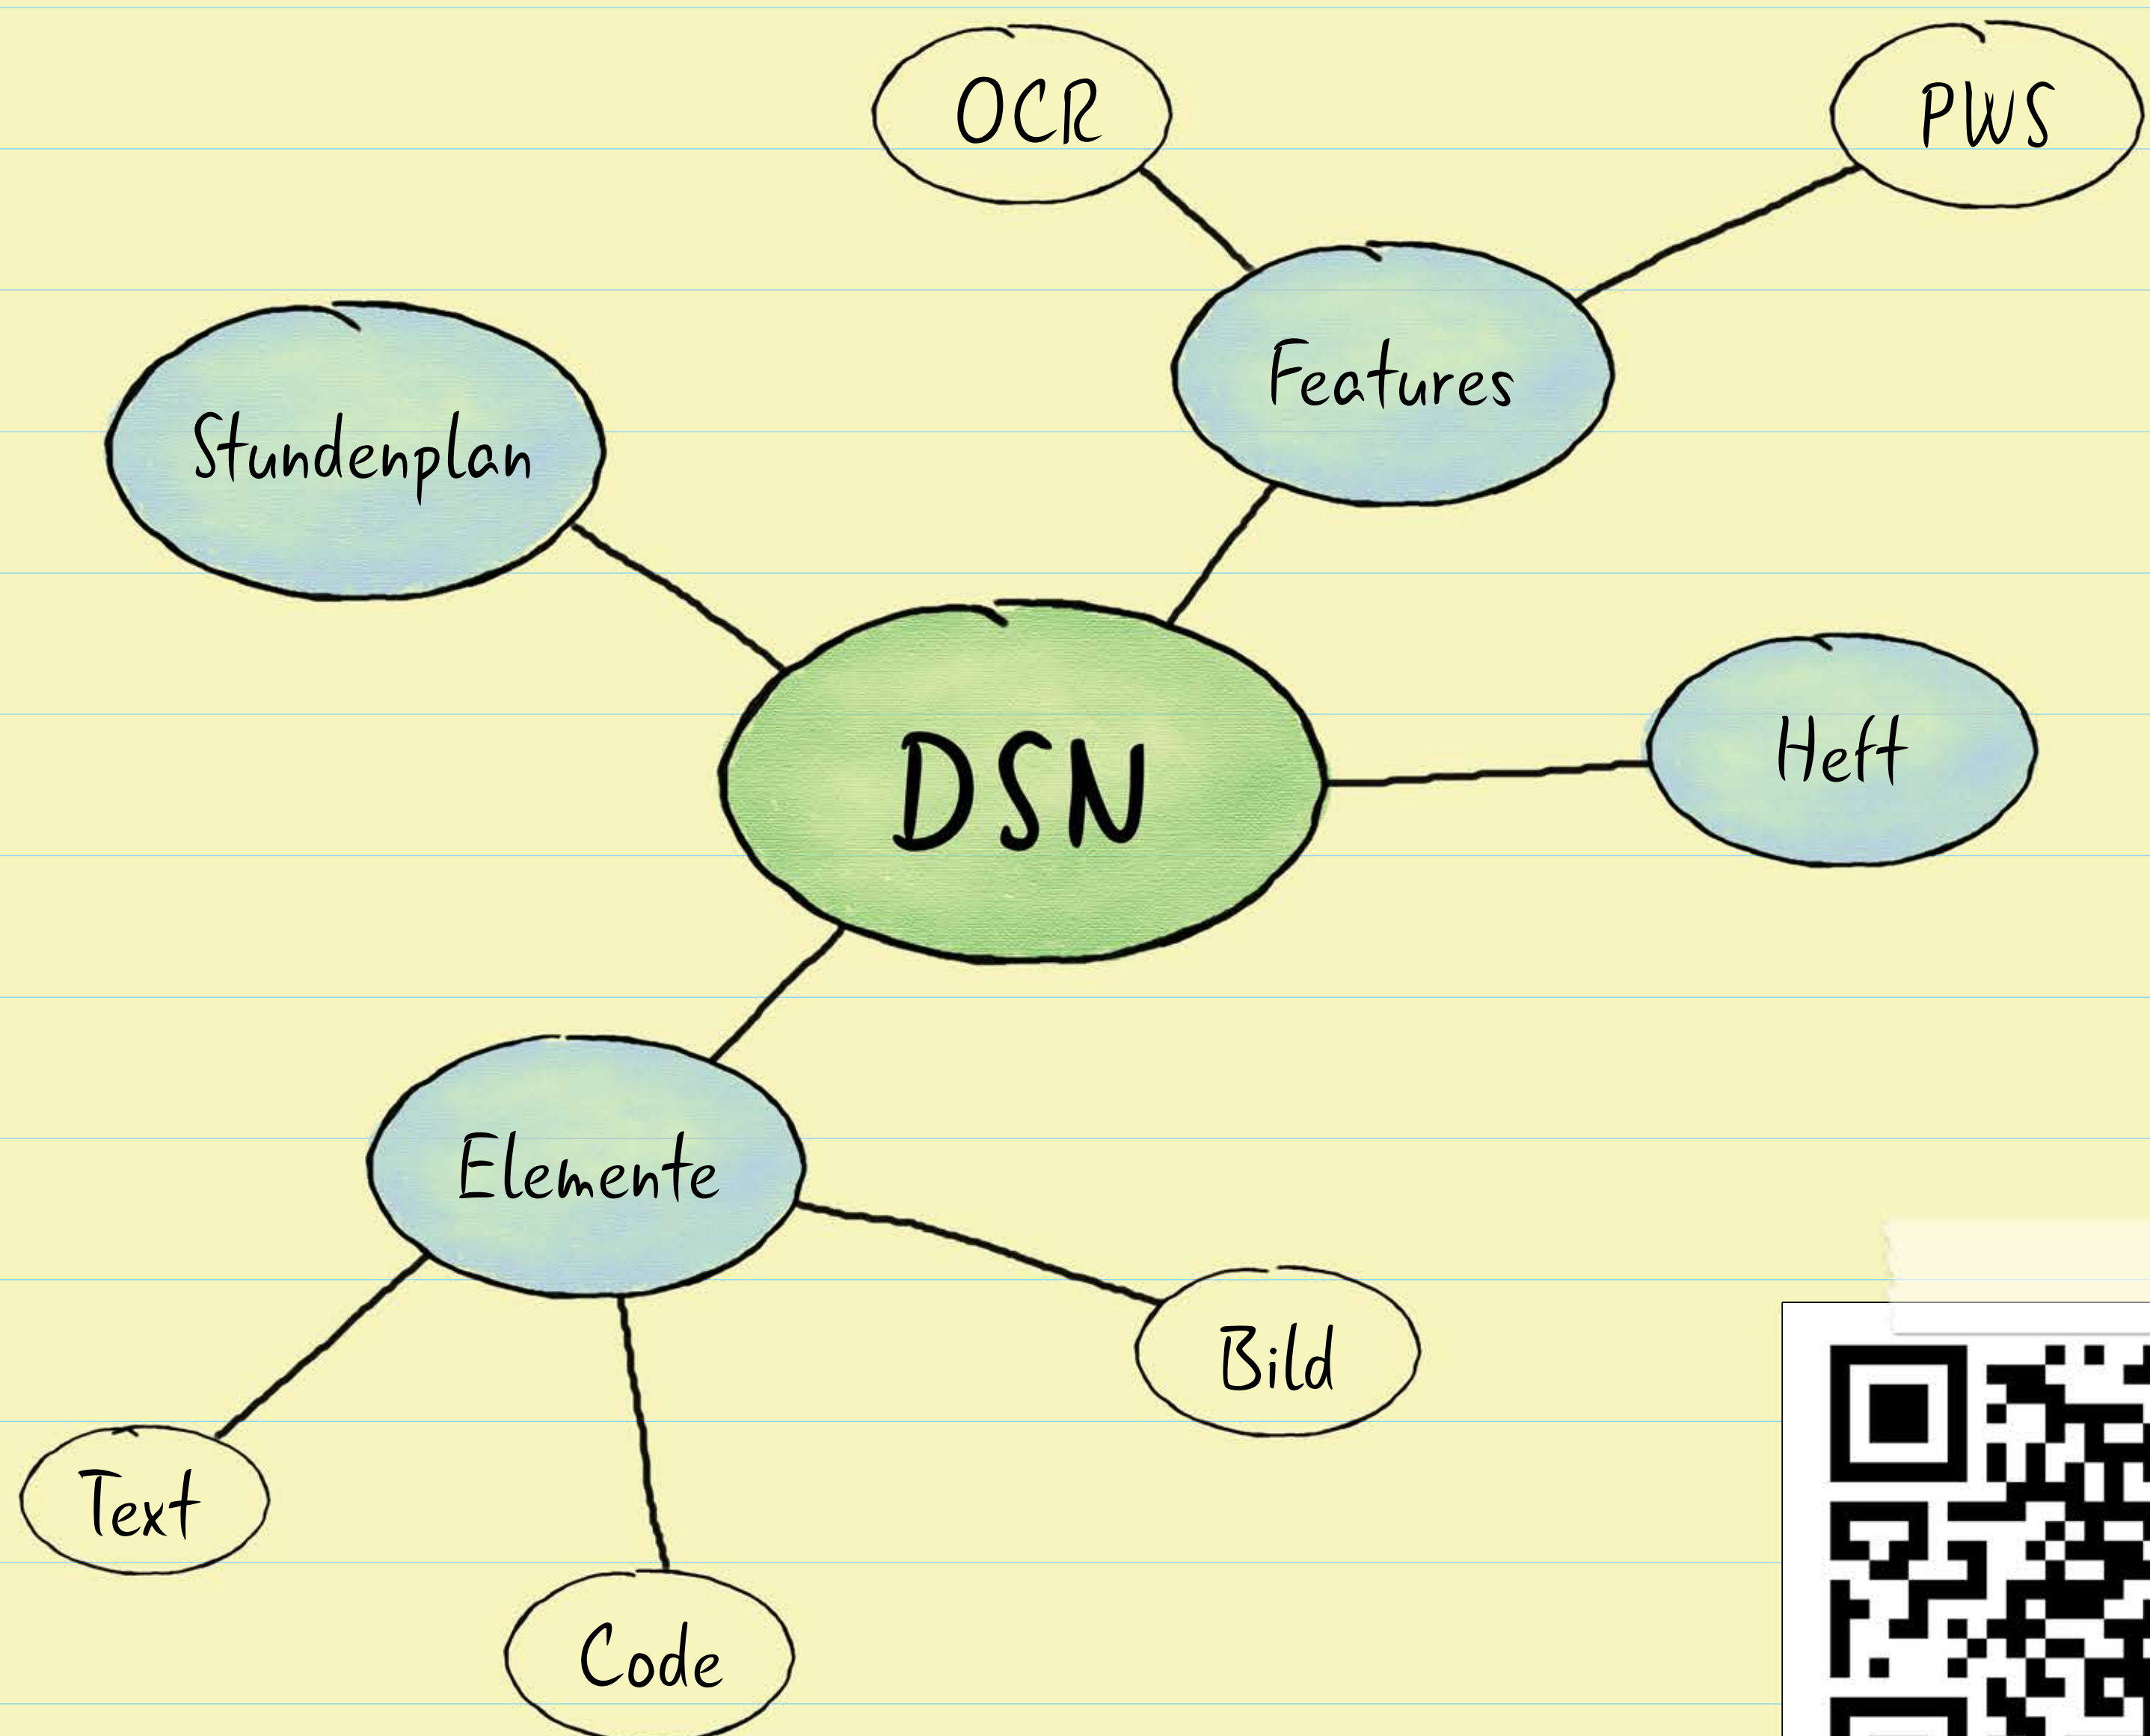 OCR
PWS
Features
Stundenplan
DSN
Heft
Elemente
Bild
Text
Code